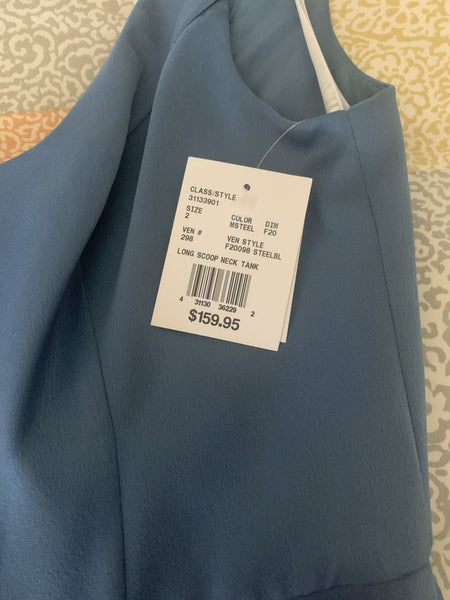 CLASS/STYLE
31133901
SIZE COLOR DIM
2 MSTEEL F20
VEN # VEN STYLE
298 F20098 STEELBL
LONG SCOOP NECK TANK
4 31130 36229 2
$159.95